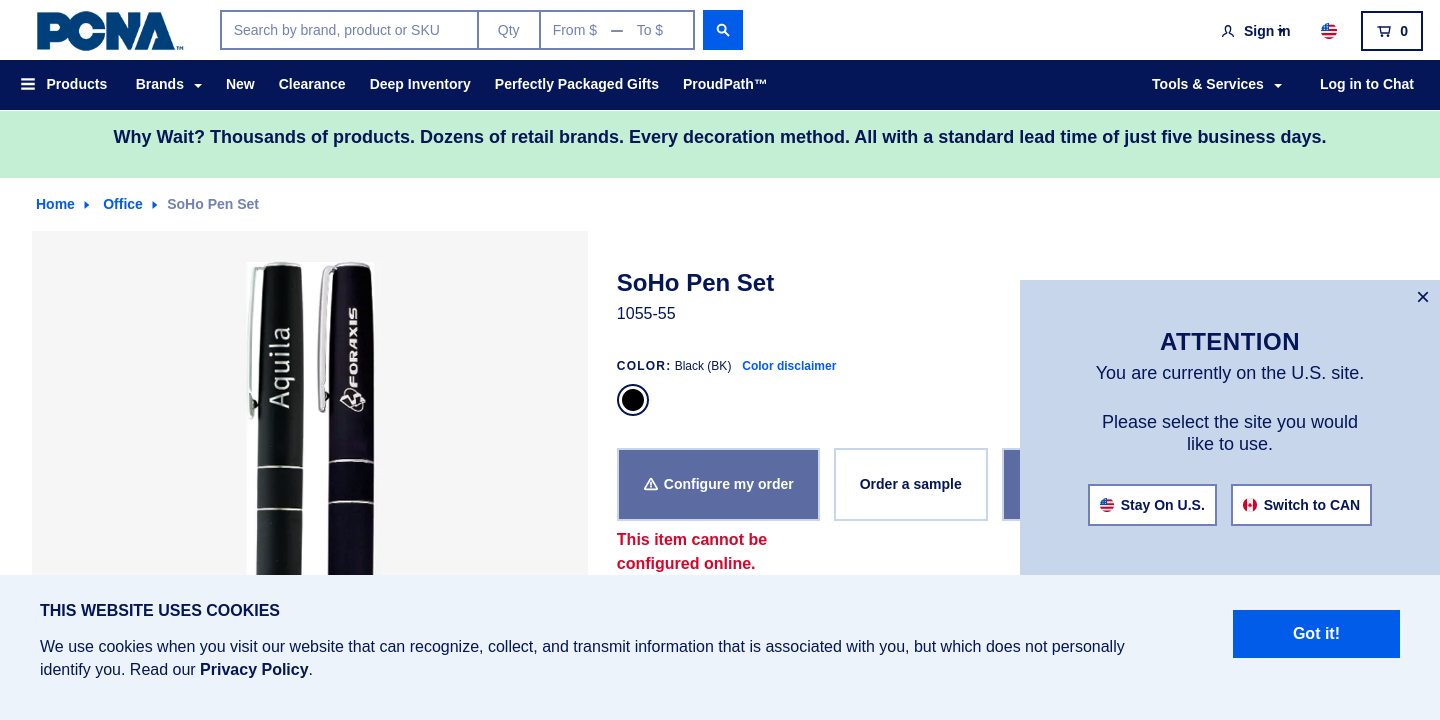 PCNA™
Search by brand, product or SKU
Qty
From $ — To $
Sign in
0
Products
Brands
New
Clearance
Deep Inventory
Perfectly Packaged Gifts
ProudPath™
Tools & Services
Log in to Chat
Why Wait? Thousands of products. Dozens of retail brands. Every decoration method. All with a standard lead time of just five business days.
Home
Office
SoHo Pen Set
Aquila
FORAXIS
SoHo Pen Set
1055-55
COLOR: Black (BK) Color disclaimer
Configure my order
Order a sample
This item cannot be
configured online.
×
ATTENTION
You are currently on the U.S. site.
Please select the site you would
like to use.
Stay On U.S.
Switch to CAN
THIS WEBSITE USES COOKIES
We use cookies when you visit our website that can recognize, collect, and transmit information that is associated with you, but which does not personally
identify you. Read our Privacy Policy.
Got it!